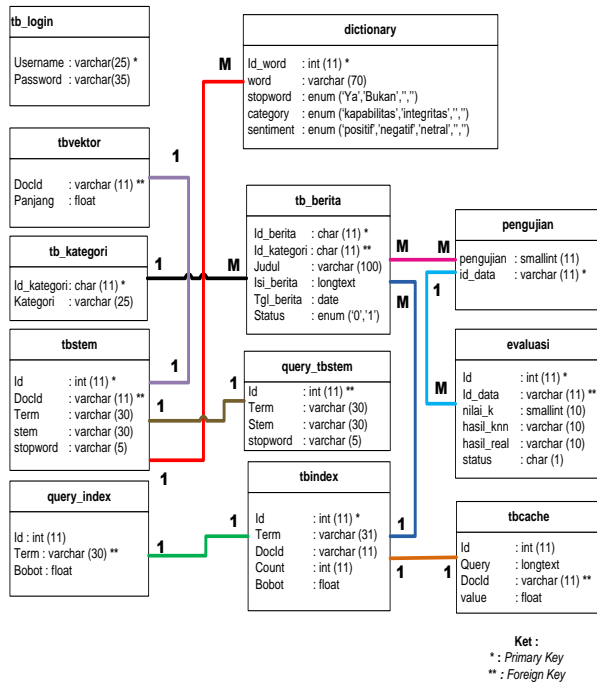 tb_login
Username : varchar(25) *
Password : varchar(35)
dictionary
Id_word : int (11) *
word : varchar (70)
stopword : enum ('Ya','Bukan','','')
category : enum ('kapabilitas','integritas','','')
sentiment : enum ('positif','negatif','netral','','')
M
tbvektor
DocId : varchar (11) **
Panjang : float
1
tb_kategori
Id_kategori: char (11) *
Kategori : varchar (25)
1
M
tb_berita
Id_berita : char (11) *
Id_kategori : char (11) **
Judul : varchar (100)
Isi_berita : longtext
Tgl_berita : date
Status : enum ('0','1')
M
M
M
pengujian
pengujian : smallint (11)
id_data : varchar (11) *
1
evaluasi
Id : int (11) *
Id_data : varchar (11) **
nilai_k : smallint (10)
hasil_knn : varchar (10)
hasil_real : varchar (10)
status : char (1)
M
tbstem
Id : int (11) *
DocId : varchar (11) **
Term : varchar (30)
stem : varchar (30)
stopword : varchar (5)
1
1
1
1
query_tbstem
Id : int (11) **
Term : varchar (30)
Stem : varchar (30)
stopword : varchar (5)
query_index
Id : int (11)
Term : varchar (30) **
Bobot : float
1
1
tbindex
Id : int (11) *
Term : varchar (31)
DocId : varchar (11)
Count : int (11)
Bobot : float
1
1
1
tbcache
Id : int (11)
Query : longtext
DocId : varchar (11) **
value : float
Ket :
* : Primary Key
** : Foreign Key